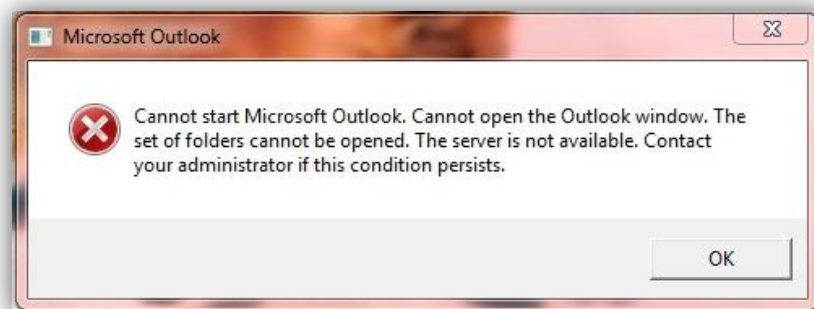 Microsoft Outlook
Cannot start Microsoft Outlook. Cannot open the Outlook window. The
set of folders cannot be opened. The server is not available. Contact
your administrator if this condition persists.
OK